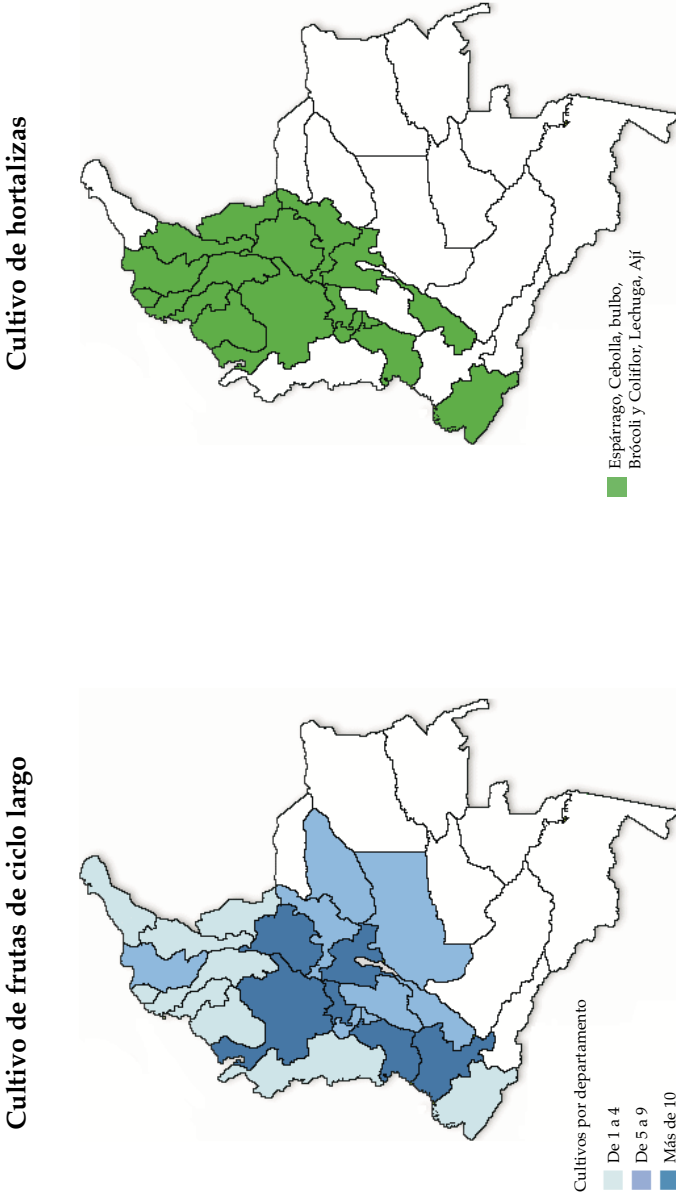 Cultivo de frutas de ciclo largo
Cultivos por departamento
De 1 a 4
De 5 a 9
Más de 10
Cultivo de hortalizas
Espárrago, Cebolla, bulbo,
Brócoli y Coliflor, Lechuga, Ají